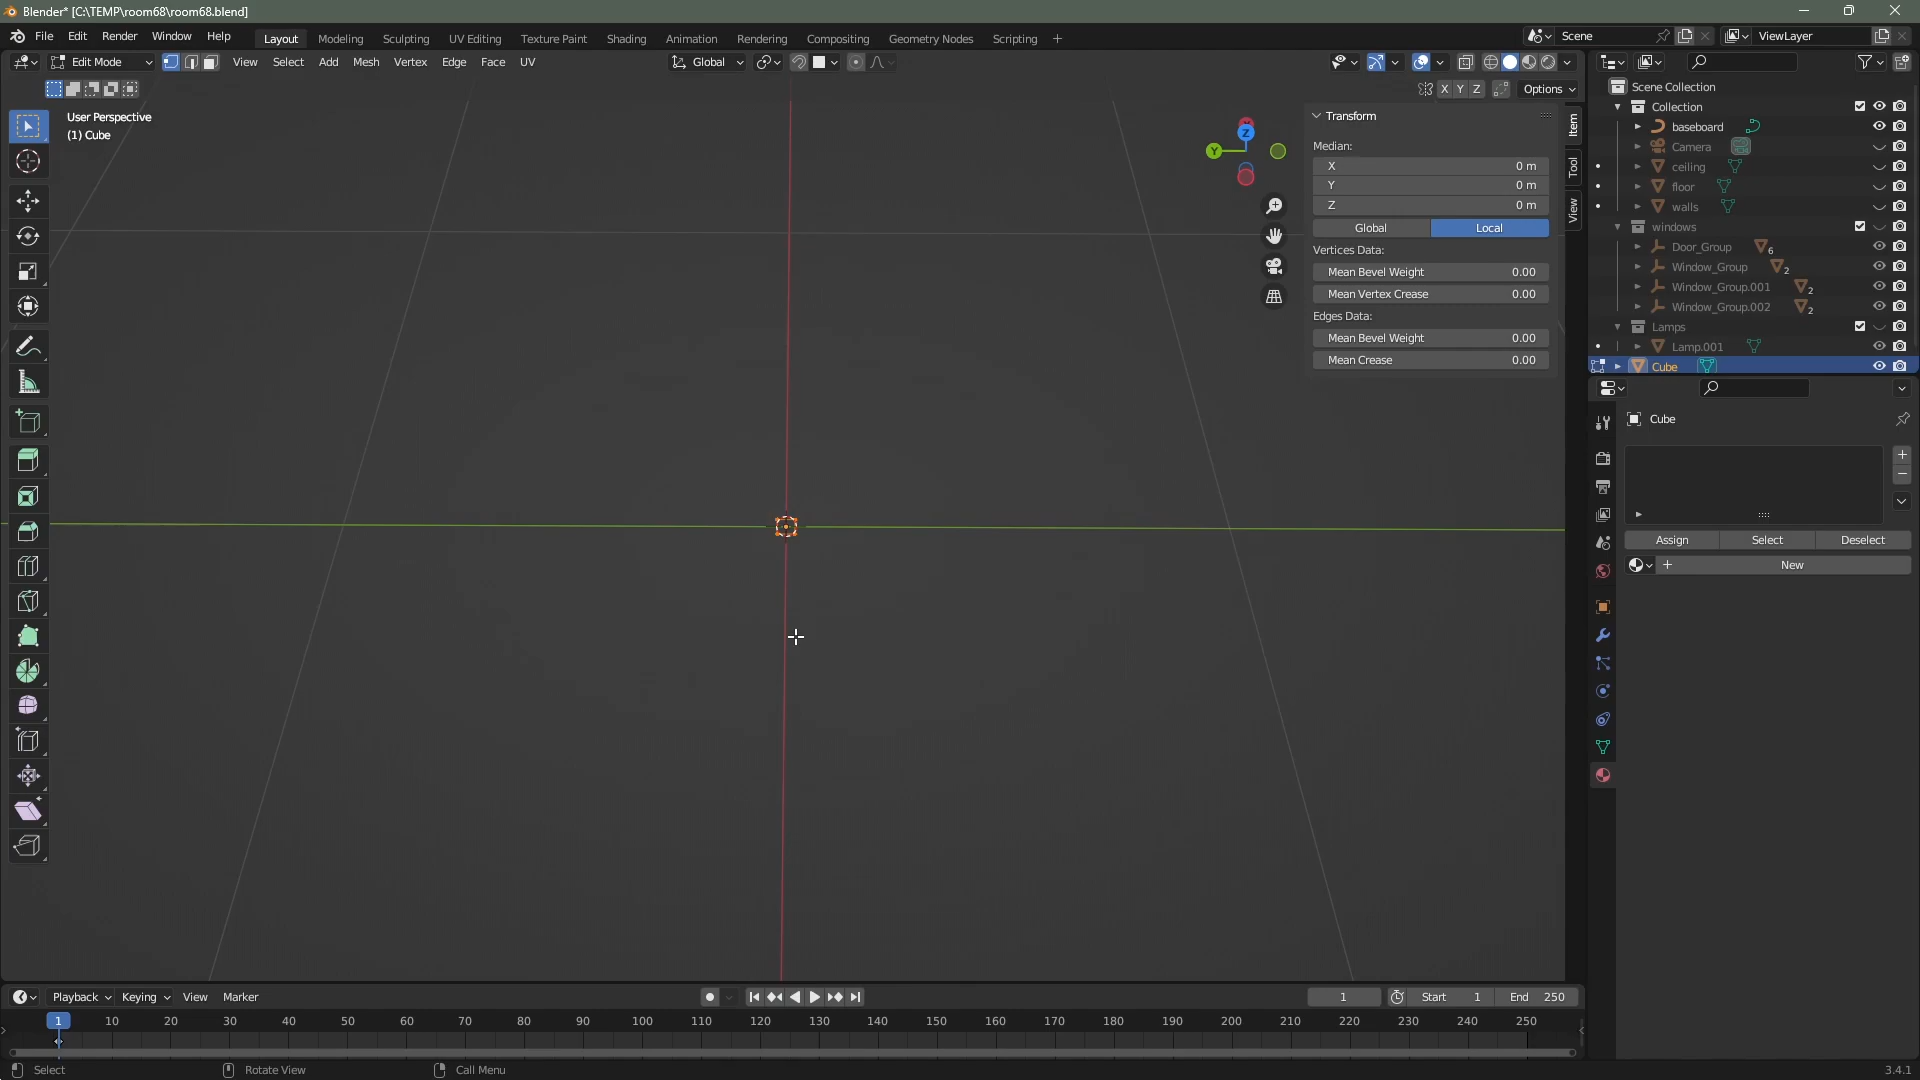 Blender* [C:\TEMP\room68\room68.blend]
File Edit Render Window Help Layout Modeling Sculpting UV Editing Texture Paint Shading Animation Rendering Compositing Geometry Nodes Scripting + Scene ViewLayer
Edit Mode View Select Add Mesh Vertex Edge Face UV Global
X Y Z Options
User Perspective
(1) Cube
Z
Y
Transform
Median:
X 0 m
Y 0 m
Z 0 m
Global Local
Vertices Data:
Mean Bevel Weight 0.00
Mean Vertex Crease 0.00
Edges Data:
Mean Bevel Weight 0.00
Mean Crease 0.00
Item
Tool
View
Scene Collection
Collection
baseboard
Camera
ceiling
floor
walls
windows
Door_Group 6
Window_Group 2
Window_Group.001 2
Window_Group.002 2
Lamps
Lamp.001
Cube
Cube
Assign Select Deselect
New
Playback Keying View Marker 1 Start 1 End 250
1 10 20 30 40 50 60 70 80 90 100 110 120 130 140 150 160 170 180 190 200 210 220 230 240 250
Select Rotate View Call Menu 3.4.1